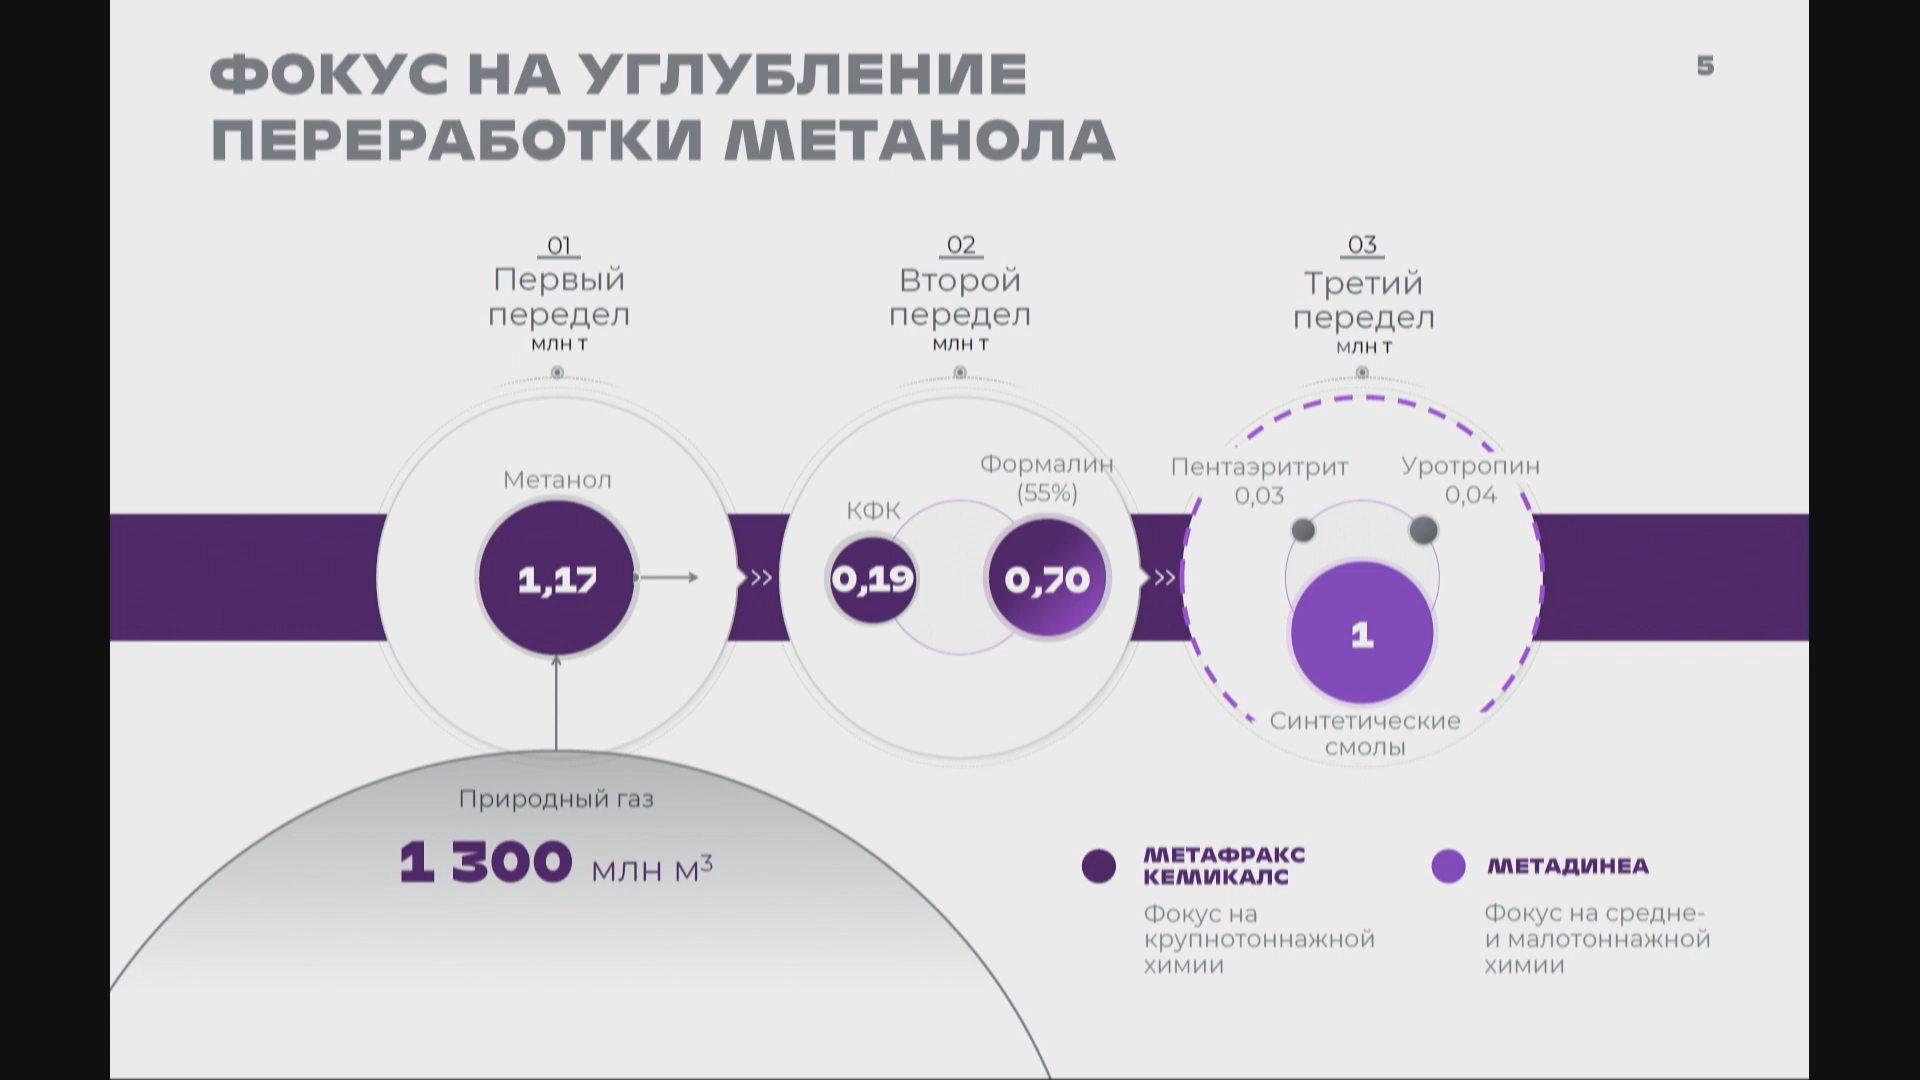 ФОКУС НА УГЛУБЛЕНИЕ
ПЕРЕРАБОТКИ МЕТАНОЛА
5
01
Первый
передел
млн т
02
Второй
передел
млн т
03
Третий
передел
млн т
Метанол
1,17
КФК
0,19
Формалин
(55%)
0,70
Пентаэритрит
0,03
Уротропин
0,04
1
Синтетические
смолы
Природный газ
1 300 млн м³
МЕТАФРАКС
КЕМИКАЛС
Фокус на
крупнотоннажной
химии
МЕТАДИНЕА
Фокус на средне-
и малотоннажной
химии